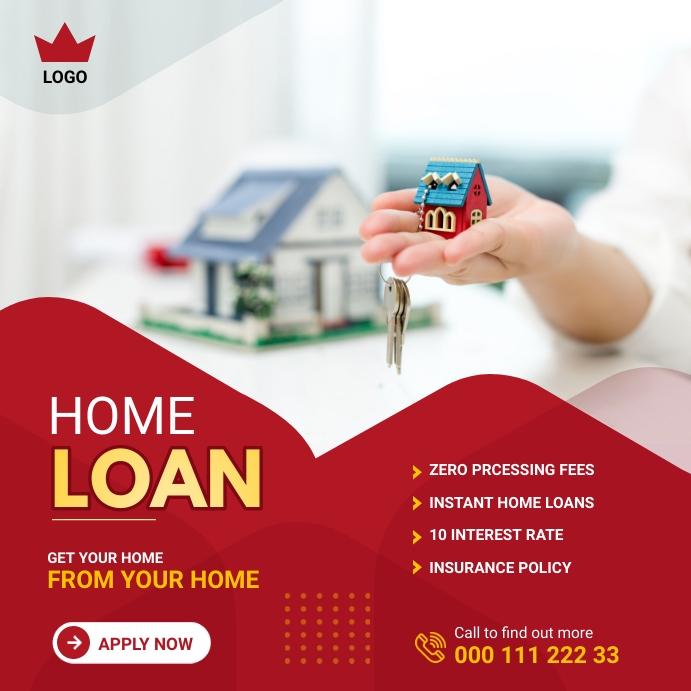 LOGO
HOME
LOAN
GET YOUR HOME
FROM YOUR HOME
APPLY NOW
ZERO PRCESSING FEES
INSTANT HOME LOANS
10 INTEREST RATE
INSURANCE POLICY
Call to find out more
000 111 222 33